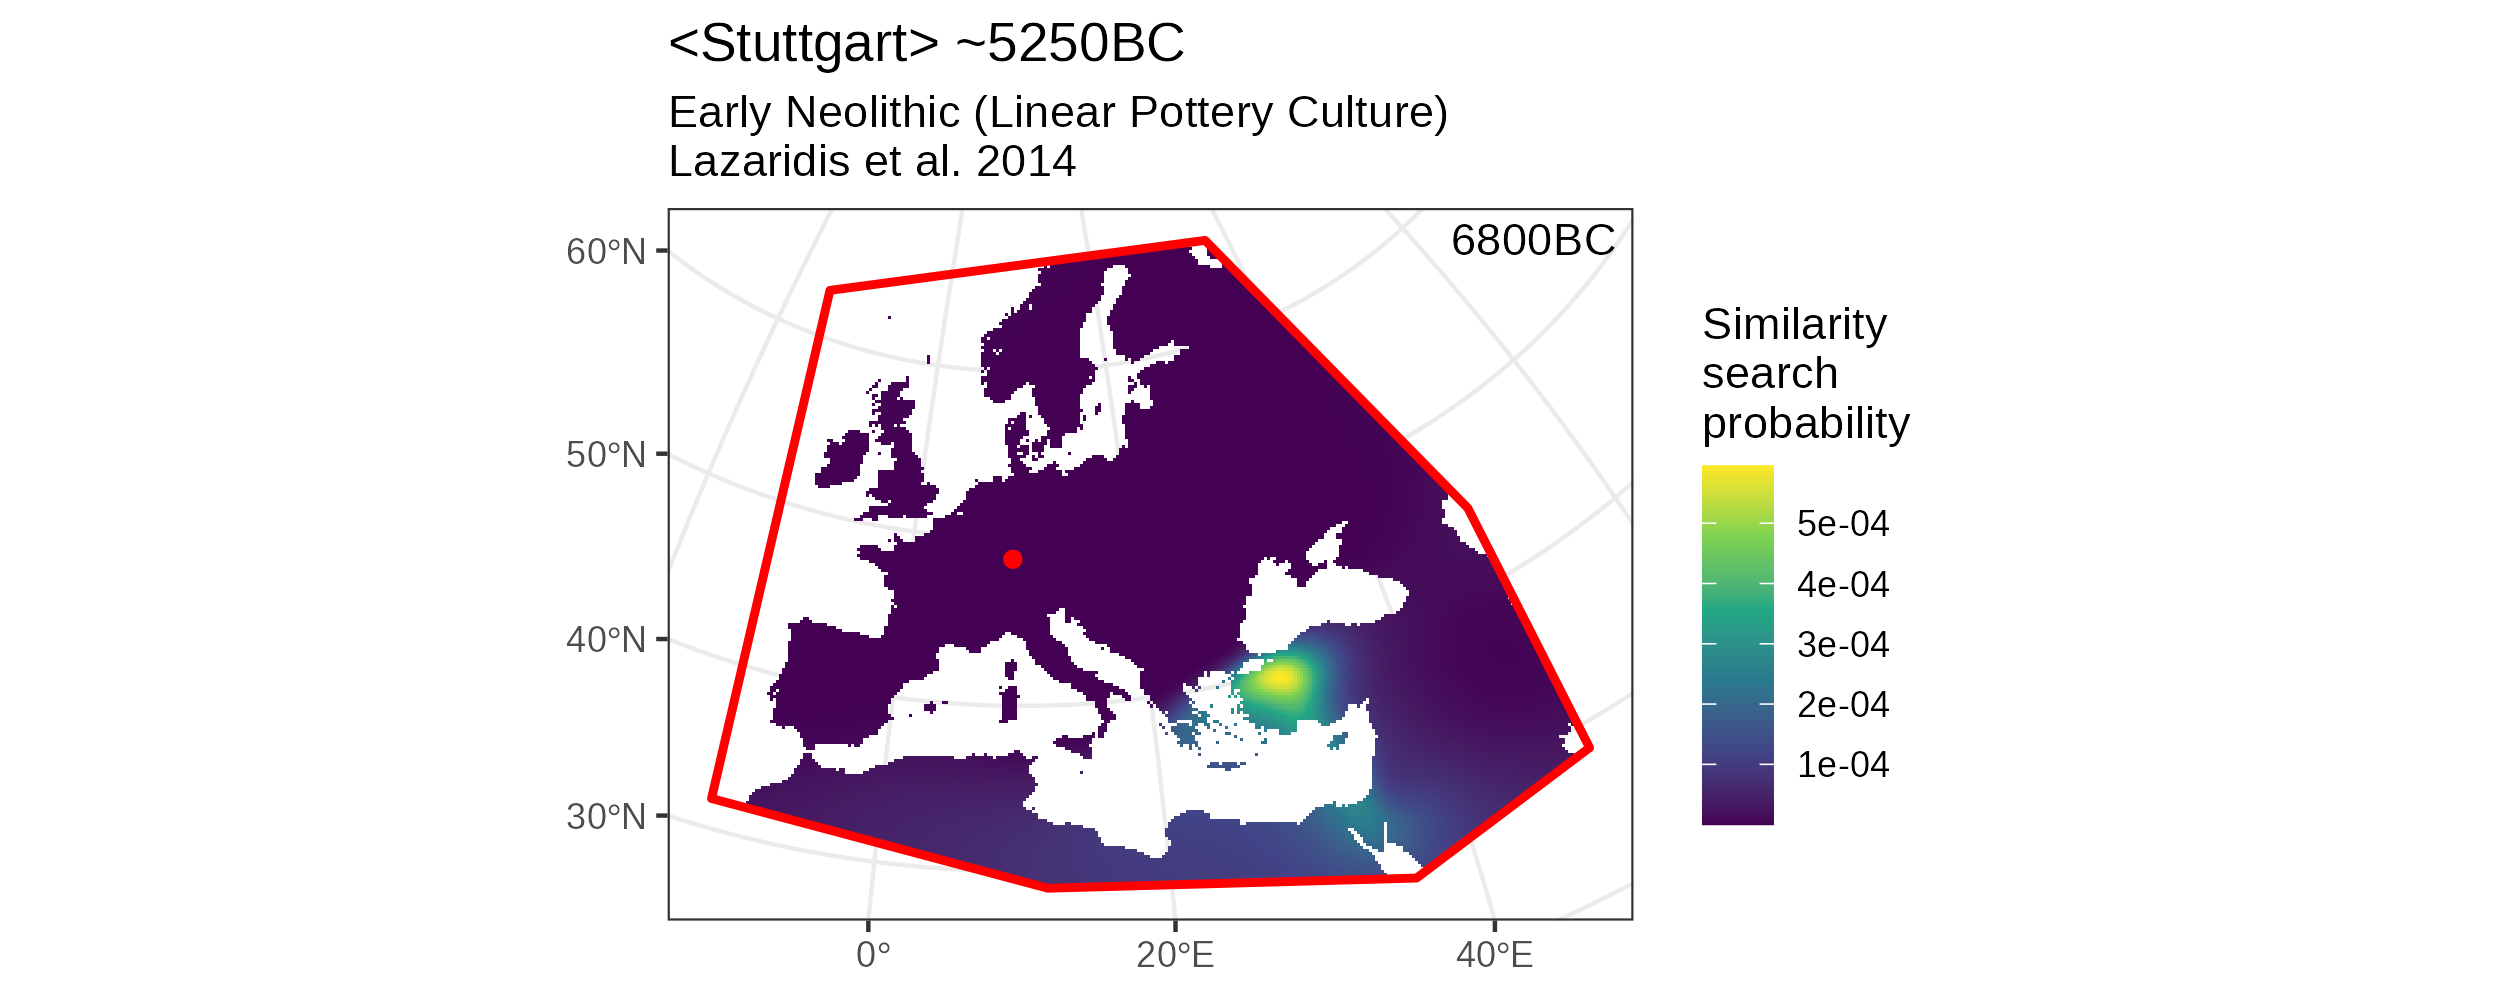 <Stuttgart> ~5250BC
Early Neolithic (Linear Pottery Culture)
Lazaridis et al. 2014
6800BC
60°N
50°N
40°N
30°N
0°
20°E
40°E
Similarity
search
probability
5e-04
4e-04
3e-04
2e-04
1e-04